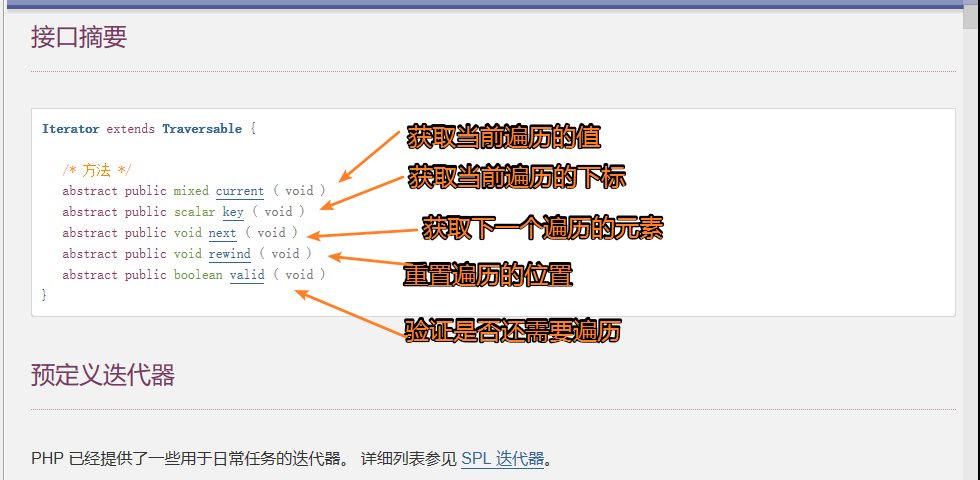 接口摘要
Iterator extends Traversable {
/* 方法 */
abstract public mixed current ( void )
abstract public scalar key ( void )
abstract public void next ( void )
abstract public void rewind ( void )
abstract public boolean valid ( void )
}
获取当前遍历的值
获取当前遍历的下标
获取下一个遍历的元素
重置遍历的位置
验证是否还需要遍历
预定义迭代器
PHP 已经提供了一些用于日常任务的迭代器。 详细列表参见 SPL 迭代器。